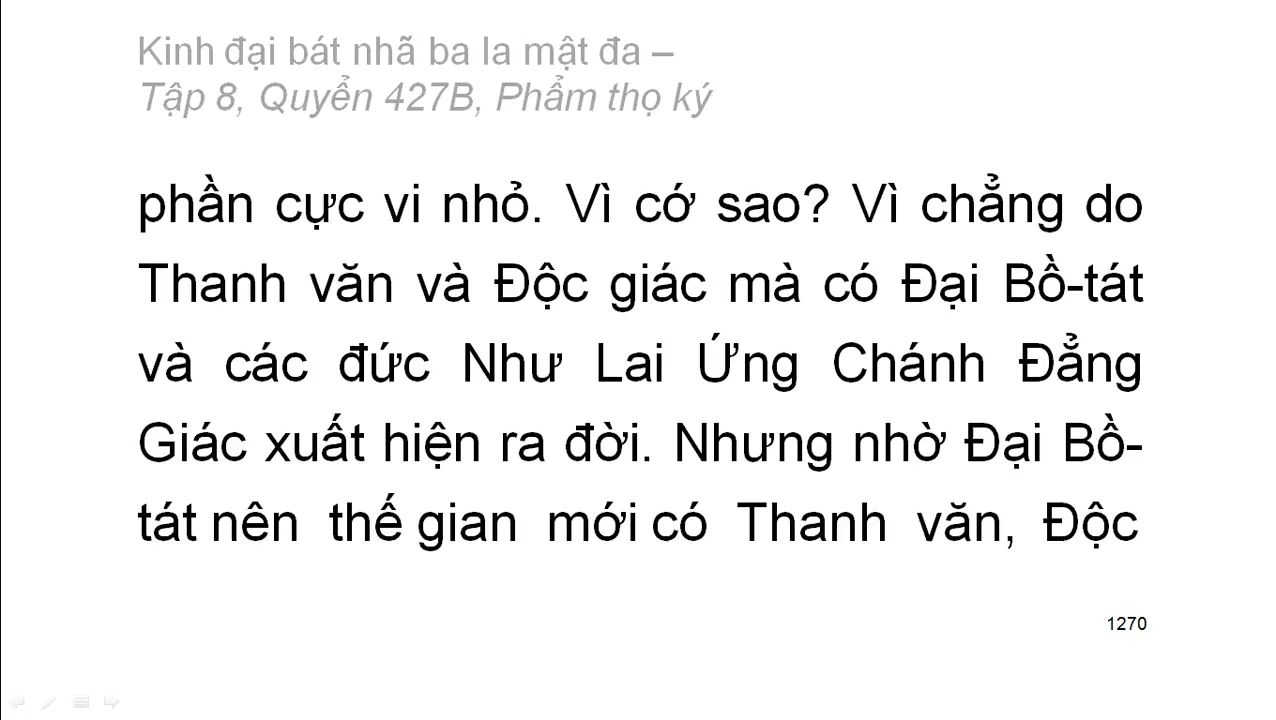 Kinh đại bát nhã ba la mật đa –
Tập 8, Quyển 427B, Phẩm thọ ký
phần cực vi nhỏ. Vì cớ sao? Vì chẳng do
Thanh văn và Độc giác mà có Đại Bồ-tát
và các đức Như Lai Ứng Chánh Đẳng
Giác xuất hiện ra đời. Nhưng nhờ Đại Bồ-
tát nên thế gian mới có Thanh văn, Độc
1270